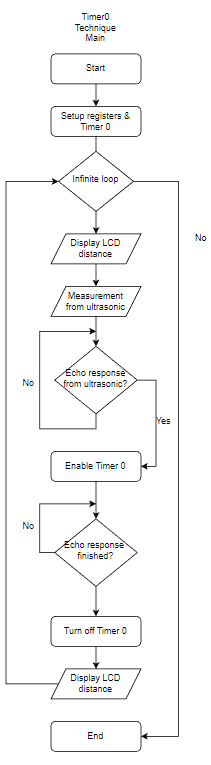 Timer0
Technique
Main
Start
Setup registers &
Timer 0
Infinite loop
No
Display LCD
distance
Measurement
from ultrasonic
Echo response
from ultrasonic?
No
Yes
Enable Timer 0
No
Echo response
finished?
Turn off Timer 0
Display LCD
distance
End